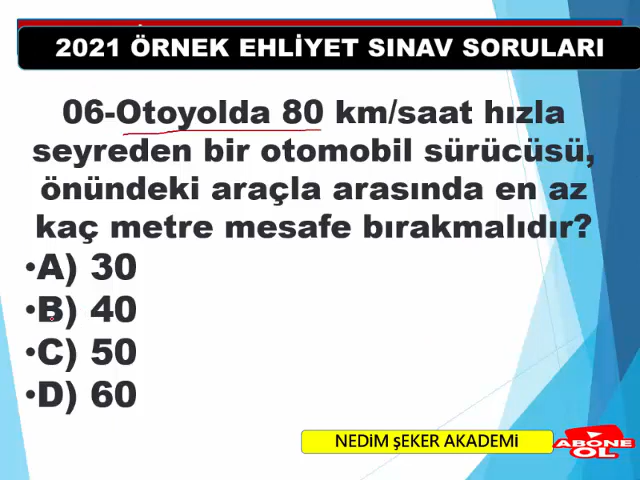 2021 ÖRNEK EHLİYET SINAV SORULARI
06-Otoyolda 80 km/saat hızla
seyreden bir otomobil sürücüsü,
önündeki araçla arasında en az
kaç metre mesafe bırakmalıdır?
•A) 30
•B) 40
•C) 50
•D) 60
NEDİM ŞEKER AKADEMİ
ABONE
OL